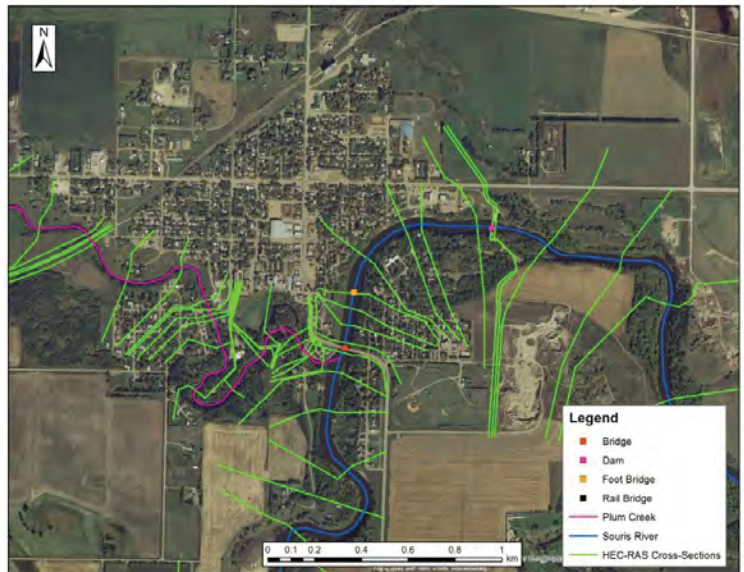 N
Legend
Bridge
Dam
Foot Bridge
Rail Bridge
Plum Creek
Souris River
HEC-RAS Cross-Sections
0 0.1 0.2 0.4 0.6 0.8 1
km